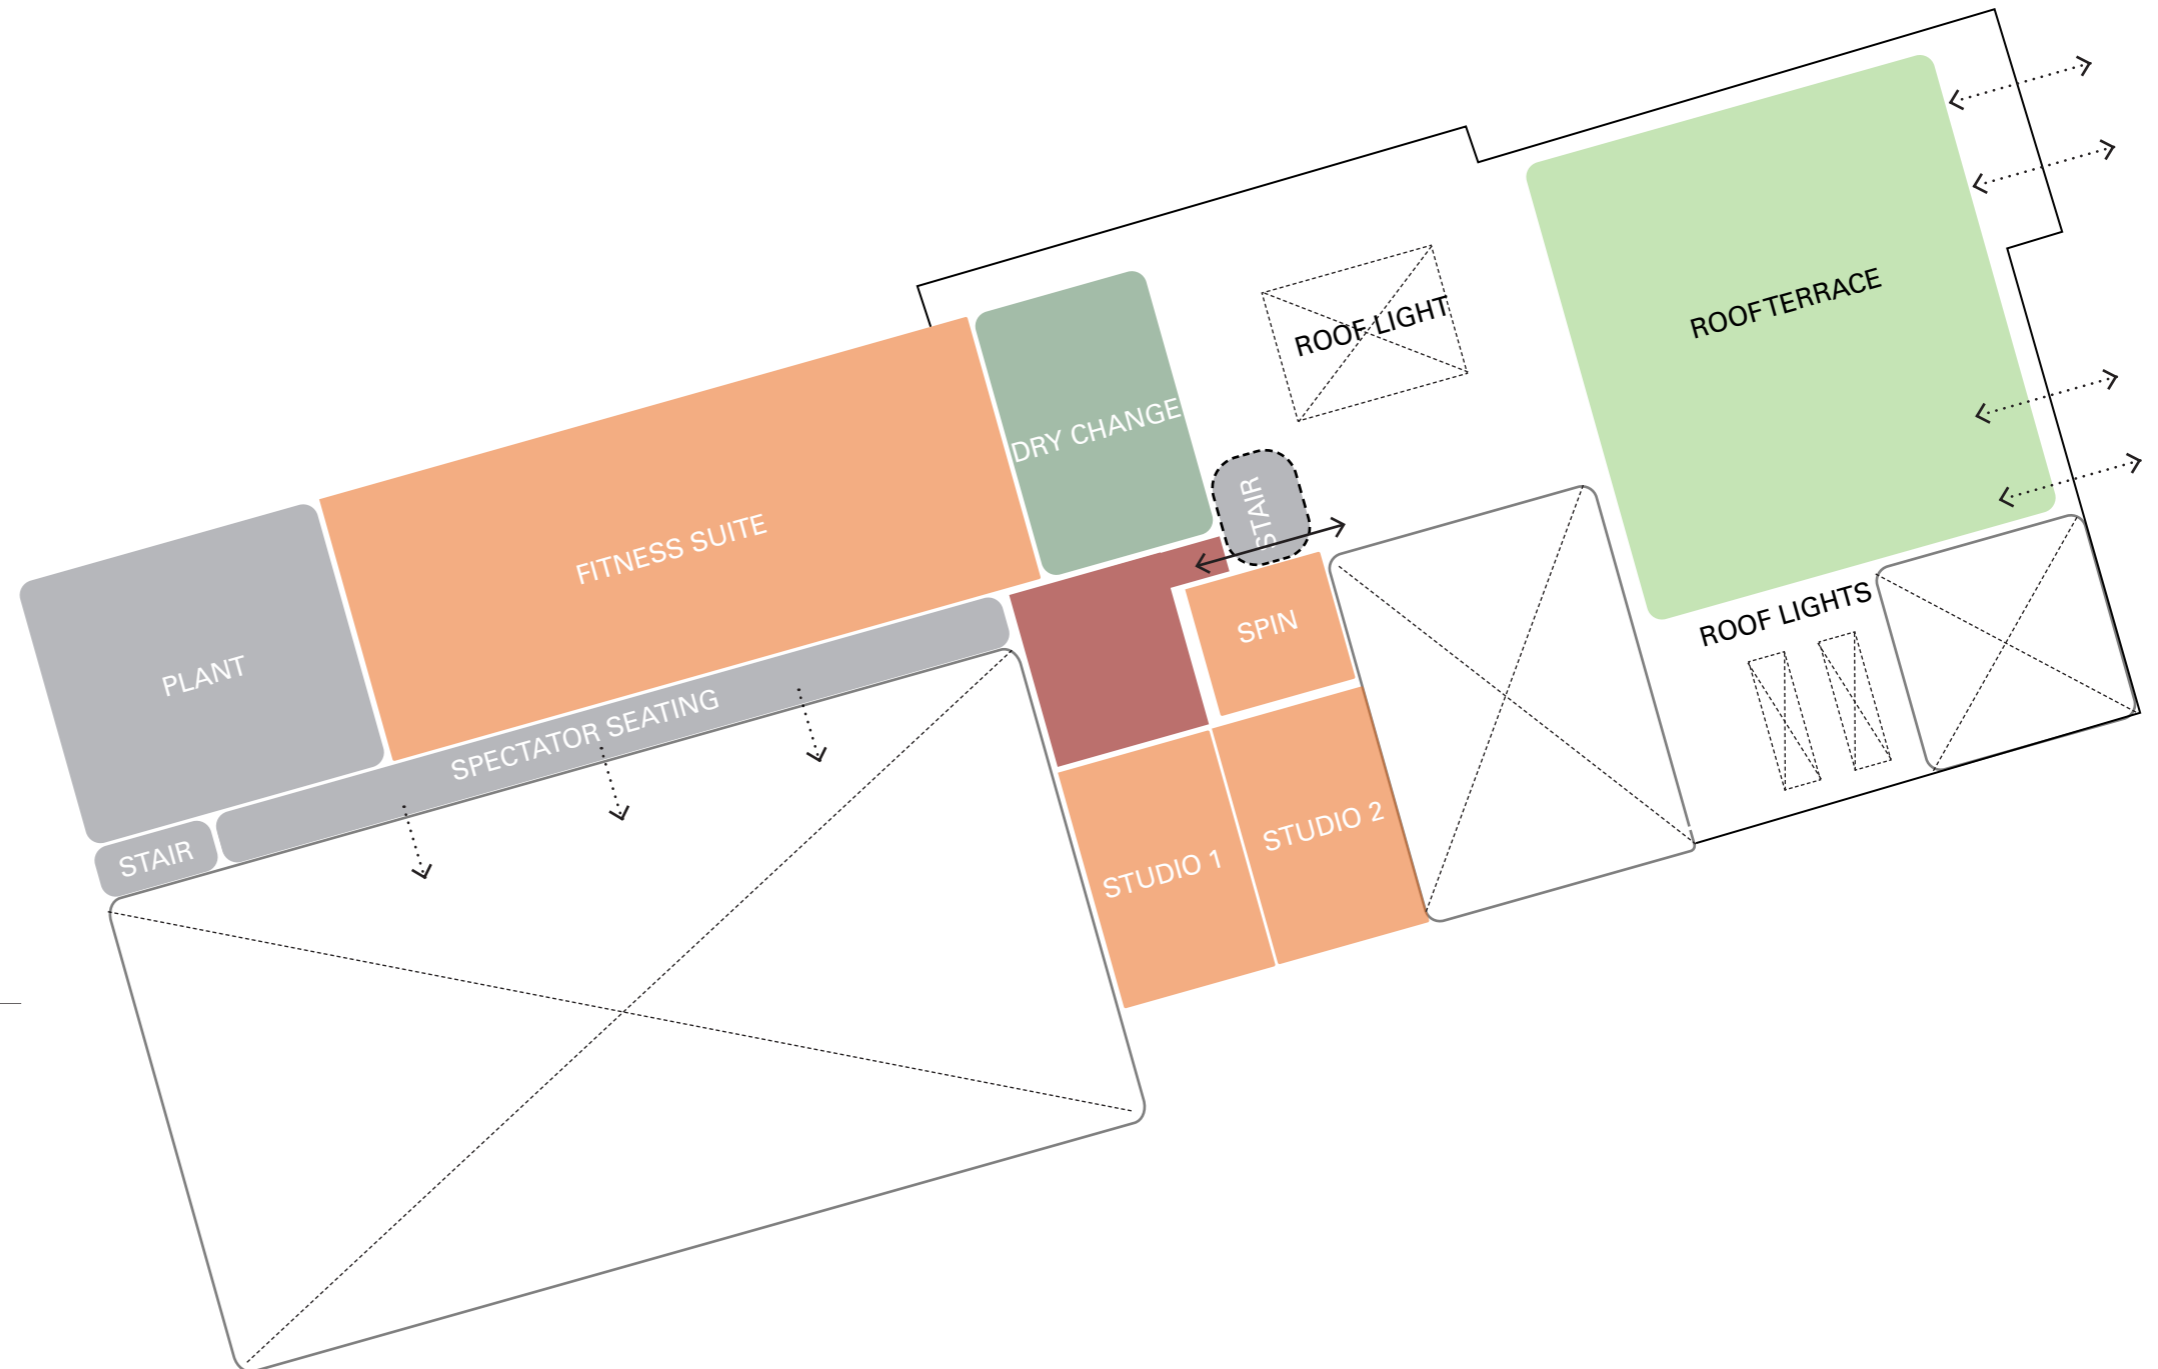 ROOFTERRACE
ROOF LIGHT
DRY CHANGE
STAIR
FITNESS SUITE
SPIN
ROOF LIGHTS
PLANT
SPECTATOR SEATING
STUDIO 2
STAIR
STUDIO 1